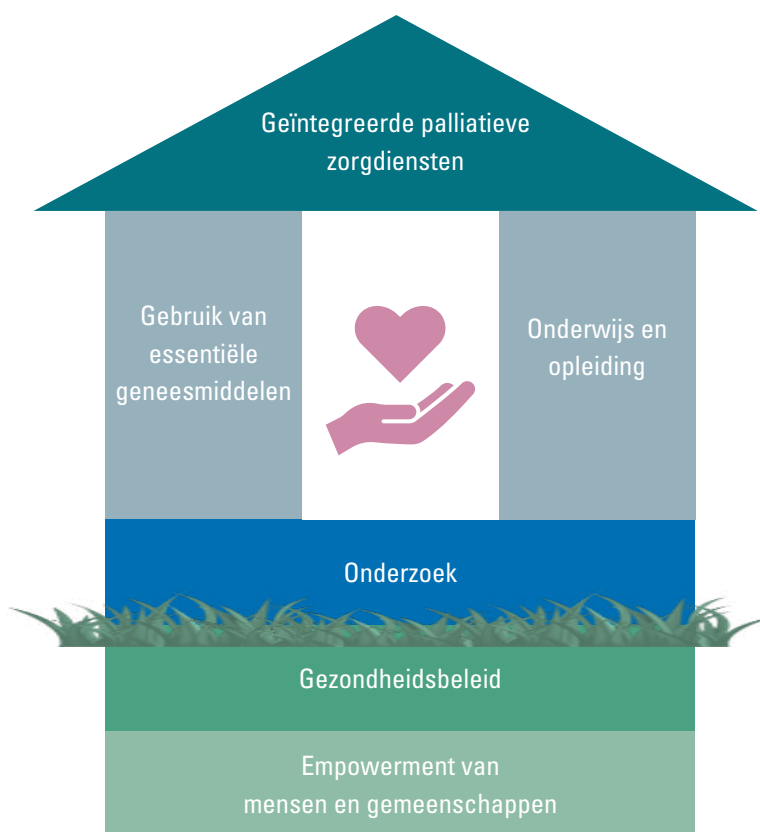 Geïntegreerde palliatieve
zorgdiensten
Gebruik van
essentiële
geneesmiddelen
Onderwijs en
opleiding
Onderzoek
Gezondheidsbeleid
Empowerment van
mensen en gemeenschappen